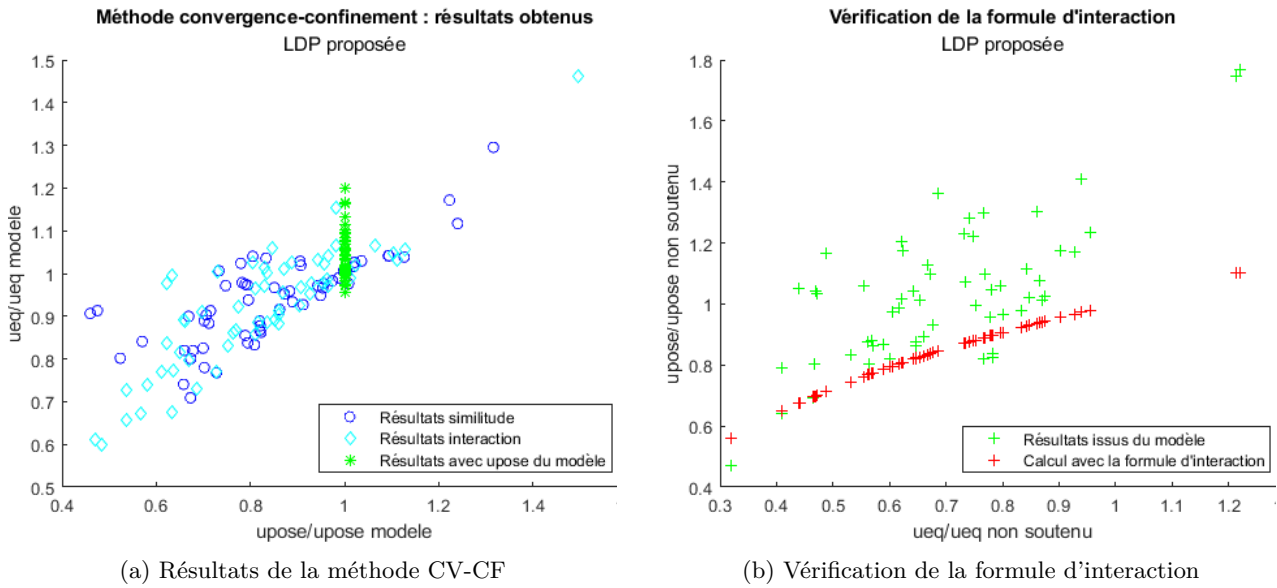 Méthode convergence-confinement : résultats obtenus
LDP proposée
1.5
1.4
1.3
1.2
1.1
1
0.9
0.8
0.7
0.6
0.5
ueq/ueq modele
0.4
0.6
0.8
1
1.2
1.4
upose/upose modele
Résultats similitude
Résultats interaction
Résultats avec upose du modèle
(a) Résultats de la méthode CV-CF
Vérification de la formule d'interaction
LDP proposée
1.8
1.6
1.4
1.2
1
0.8
0.6
0.4
upose/upose non soutenu
0.3
0.4
0.5
0.6
0.7
0.8
0.9
1
1.1
1.2
ueq/ueq non soutenu
Résultats issus du modèle
Calcul avec la formule d'interaction
(b) Vérification de la formule d'interaction